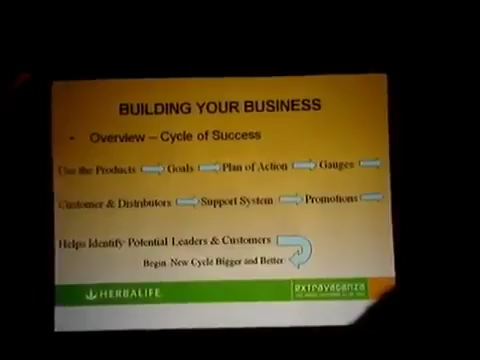 BUILDING YOUR BUSINESS
• Overview – Cycle of Success
Use the Products Goals Plan of Action Gauges
Customer & Distributors Support System Promotions
Helps Identify Potential Leaders & Customers
Begin New Cycle Bigger and Better
HERBALIFE extravaganza